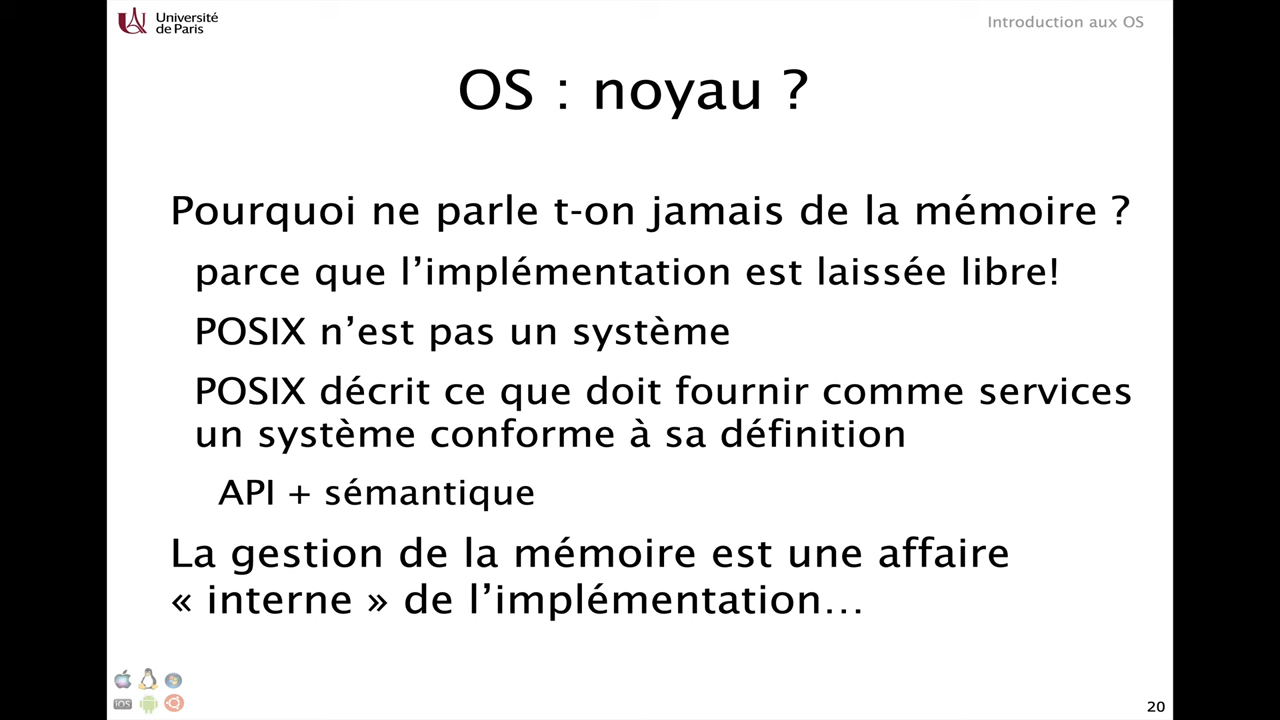 Université
de Paris
Introduction aux OS
OS : noyau ?
Pourquoi ne parle t-on jamais de la mémoire ?
parce que l’implémentation est laissée libre!
POSIX n’est pas un système
POSIX décrit ce que doit fournir comme services
un système conforme à sa définition
API + sémantique
La gestion de la mémoire est une affaire
« interne » de l’implémentation…
iOS
20